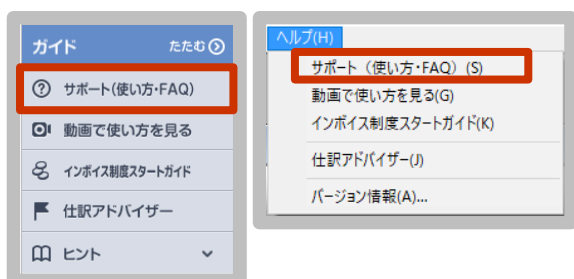 ガイド
たたむ
サポート(使い方・FAQ)
動画で使い方を見る
インボイス制度スタートガイド
仕訳アドバイザー
ヒント
ヘルプ(H)
サポート（使い方・FAQ）(S)
動画で使い方を見る(G)
インボイス制度スタートガイド(K)
仕訳アドバイザー(J)
バージョン情報(A)...